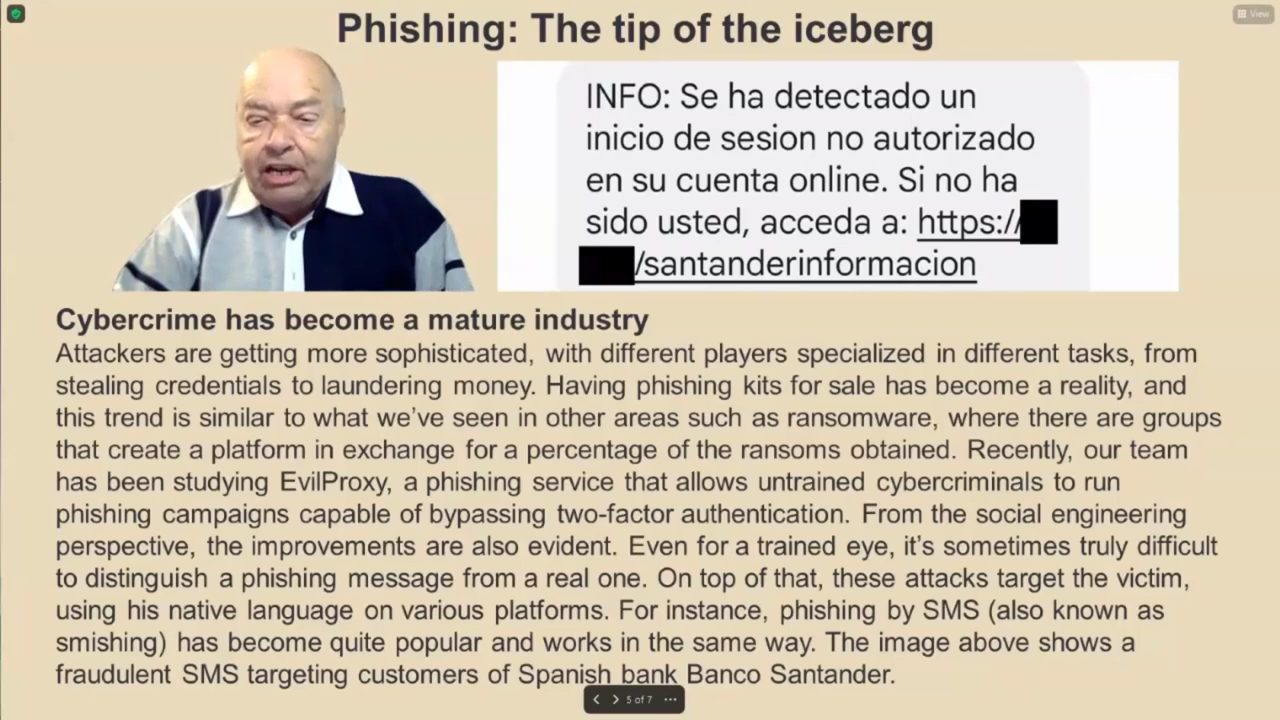 View
Phishing: The tip of the iceberg
INFO: Se ha detectado un
inicio de sesion no autorizado
en su cuenta online. Si no ha
sido usted, acceda a: https://
/santanderinformacion
Cybercrime has become a mature industry
Attackers are getting more sophisticated, with different players specialized in different tasks, from
stealing credentials to laundering money. Having phishing kits for sale has become a reality, and
this trend is similar to what we’ve seen in other areas such as ransomware, where there are groups
that create a platform in exchange for a percentage of the ransoms obtained. Recently, our team
has been studying EvilProxy, a phishing service that allows untrained cybercriminals to run
phishing campaigns capable of bypassing two-factor authentication. From the social engineering
perspective, the improvements are also evident. Even for a trained eye, it’s sometimes truly difficult
to distinguish a phishing message from a real one. On top of that, these attacks target the victim,
using his native language on various platforms. For instance, phishing by SMS (also known as
smishing) has become quite popular and works in the same way. The image above shows a
fraudulent SMS targeting customers of Spanish bank Banco Santander.
5 of 7